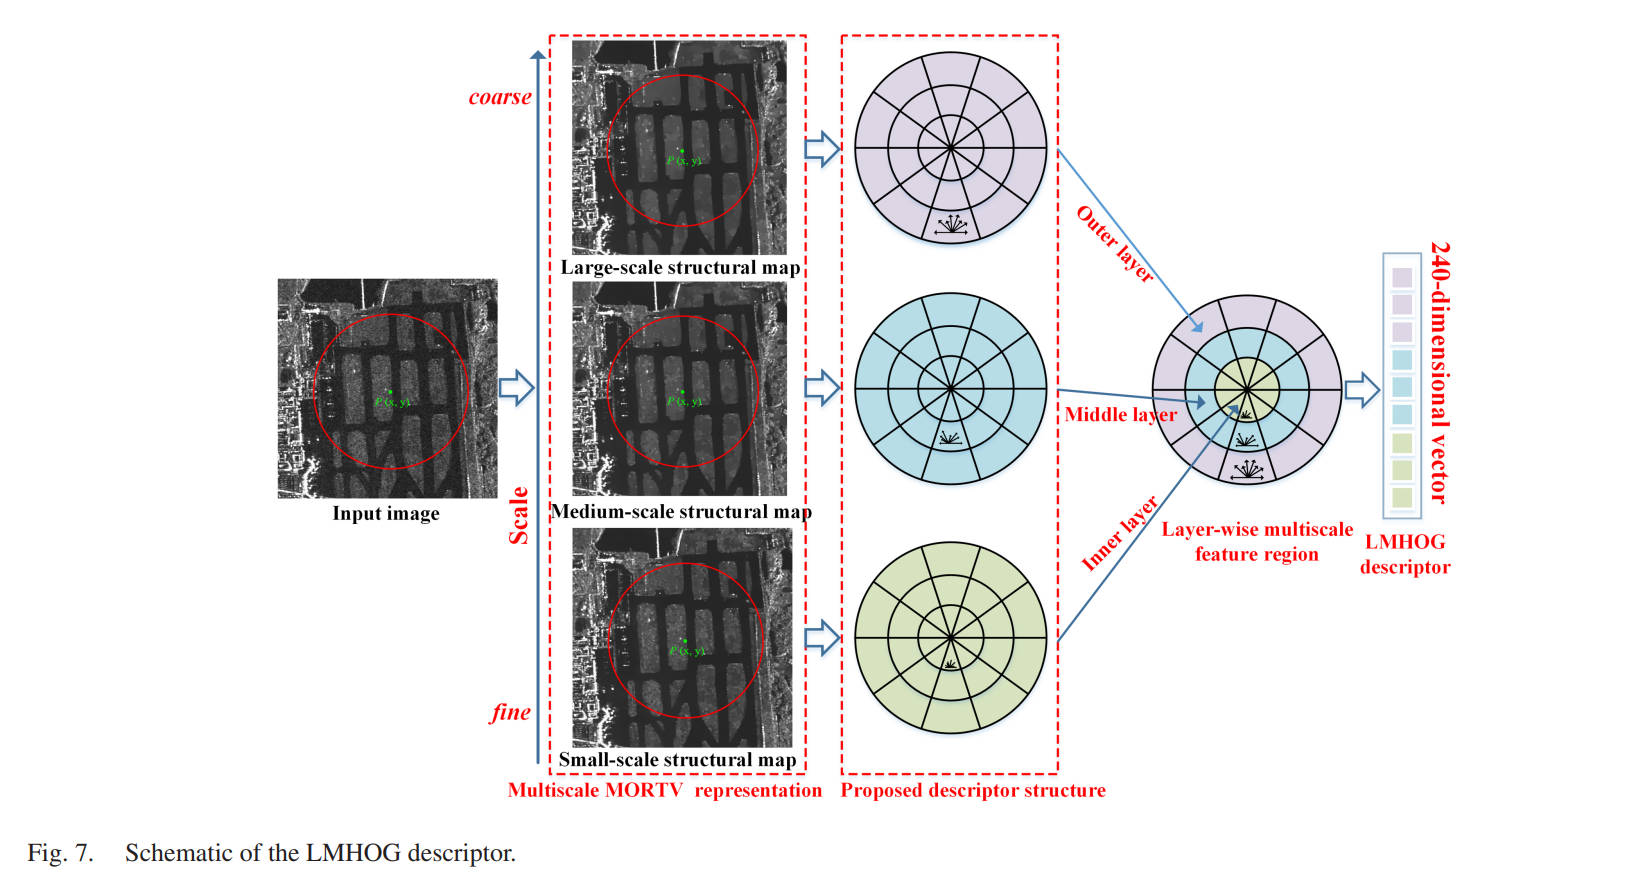 coarse
P (x, y)
Large-scale structural map
Outer layer
P (x, y)
Input image
Scale
P (x, y)
Medium-scale structural map
Middle layer
Inner layer
Layer-wise multiscale
feature region
240-dimensional vector
LMHOG
descriptor
fine
P (x, y)
Small-scale structural map
Multiscale MORTV representation
Proposed descriptor structure
Fig. 7. Schematic of the LMHOG descriptor.